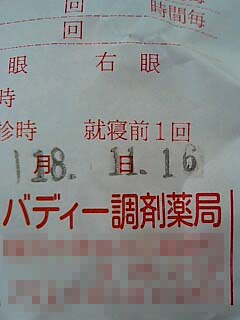 回 時間毎
回
眼 右眼
時
診時 就寝前1回
18. 11. 16
月 日
バディー調剤薬局